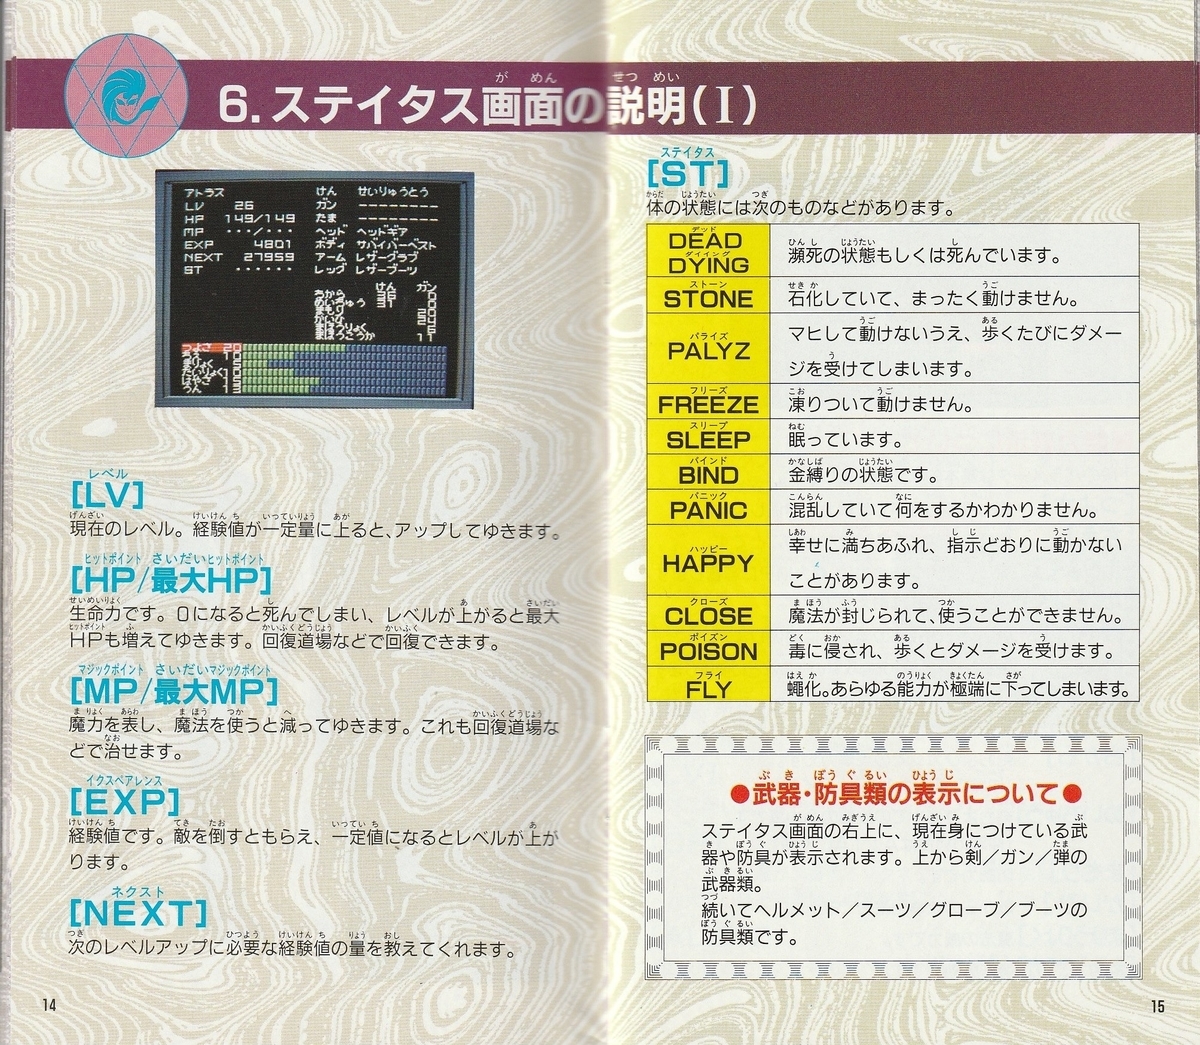 6.ステイタス画面の説明(I)
アトラス
LV 26
HP 149/149
MP ・・・/・・・
EXP 4801
NEXT 27959
ST ・・・・・・
けん せいりゅうとう
ガン --------
たま --------
ヘッド ヘッドギア
ボディ サバイバーベスト
アーム レザーグラブ
レッグ レザーブーツ
けん ガン
ちから
めいちゅう
つよさ 20
[LV]
現在のレベル。経験値が一定量に上ると、アップしてゆきます。
[HP/最大HP]
生命力です。0になると死んでしまい、レベルが上がると最大
HPも増えてゆきます。回復道場などで回復できます。
[MP/最大MP]
魔力を表し、魔法を使うと減ってゆきます。これも回復道場な
どで治せます。
[EXP]
経験値です。敵を倒すともらえ、一定値になるとレベルが上が
ります。
[NEXT]
次のレベルアップに必要な経験値の量を教えてくれます。
14
[ST]
体の状態には次のものなどがあります。
DEAD
DYING
瀕死の状態もしくは死んでいます。
STONE
石化していて、まったく動けません。
PALYZ
マヒして動けないうえ、歩くたびにダメー
ジを受けてしまいます。
FREEZE
凍りついて動けません。
SLEEP
眠っています。
BIND
金縛りの状態です。
PANIC
混乱していて何をするかわかりません。
HAPPY
幸せに満ちあふれ、指示どおりに動かない
ことがあります。
CLOSE
魔法が封じられて、使うことができません。
POISON
毒に侵され、歩くとダメージを受けます。
FLY
蠅化。あらゆる能力が極端に下ってしまいます。
●武器・防具類の表示について●
ステイタス画面の右上に、現在身につけている武
器や防具が表示されます。上から剣／ガン／弾の
武器類。
続いてヘルメット／スーツ／グローブ／ブーツの
防具類です。
15